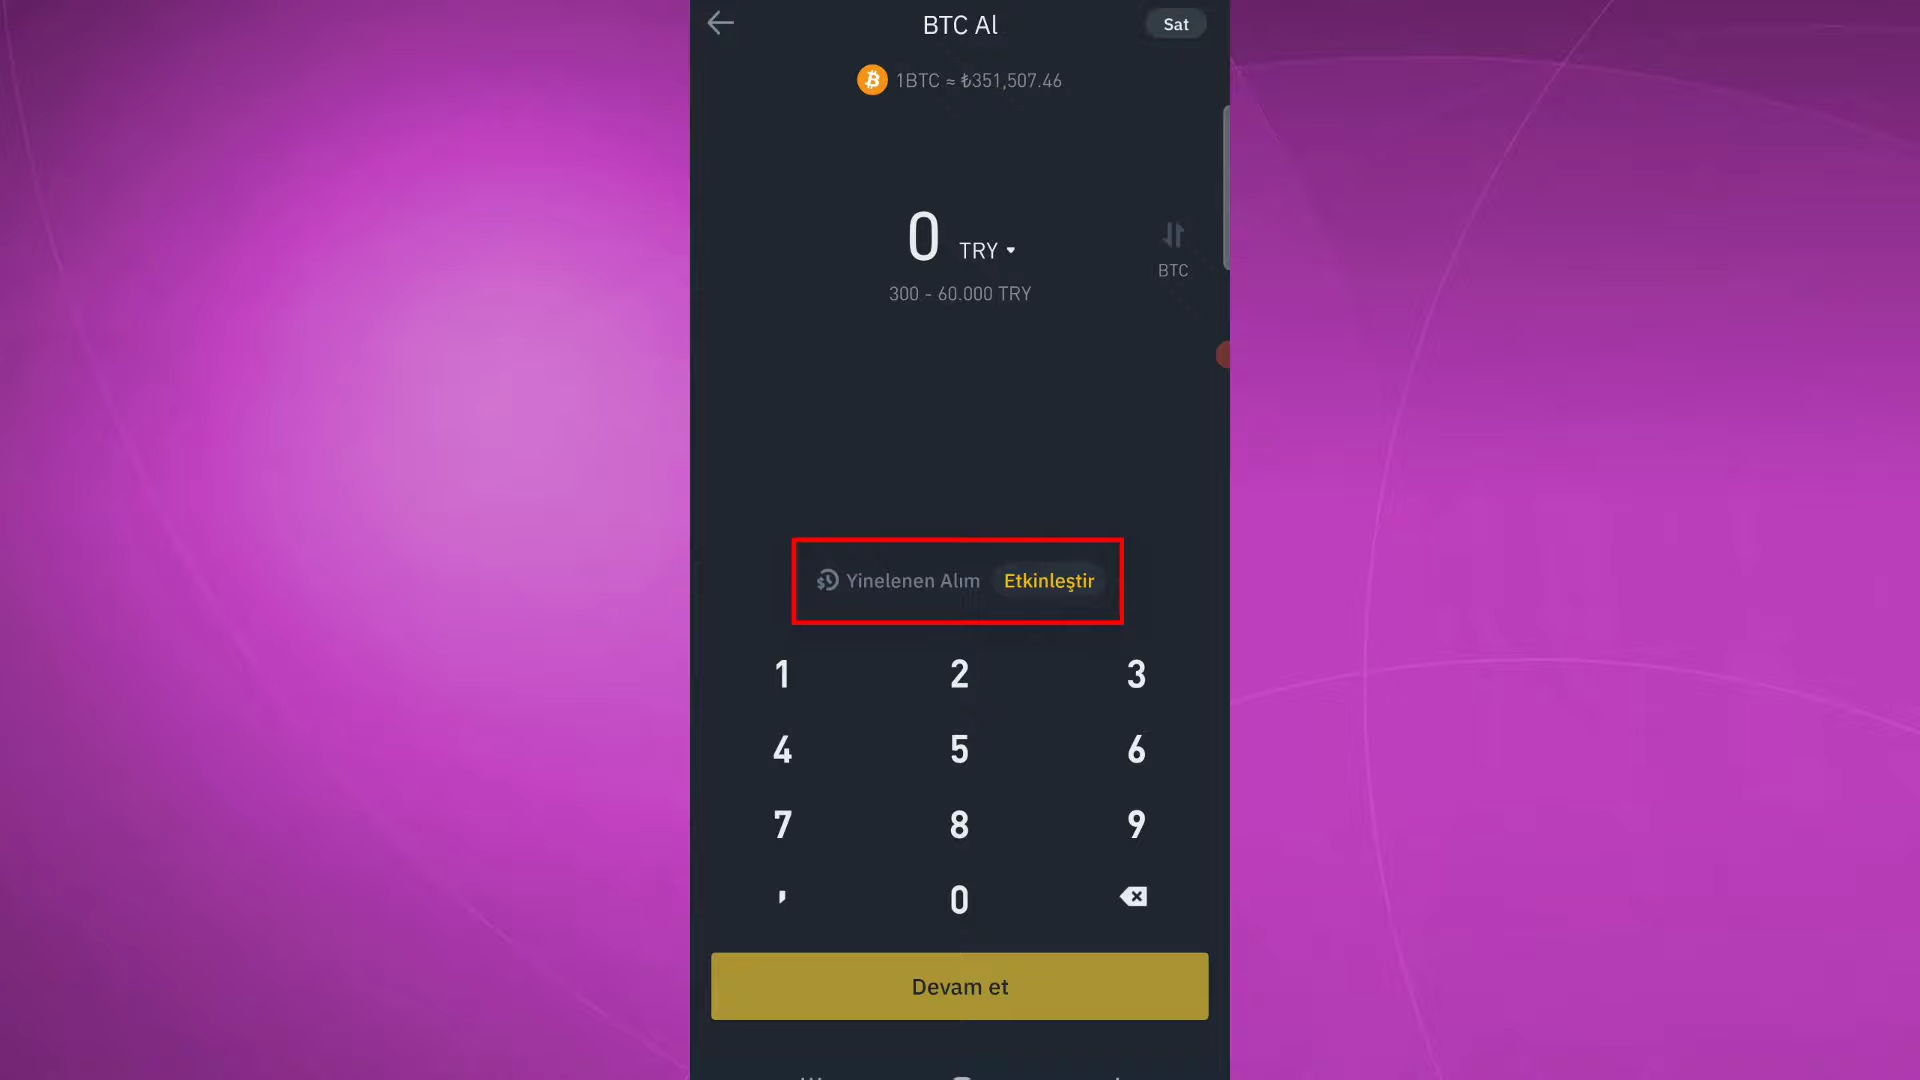 BTC Al
Sat
1BTC ≈ ₺351,507.46
0 TRY
BTC
300 - 60.000 TRY
Yinelenen Alım Etkinleştir
1 2 3
4 5 6
7 8 9
, 0
Devam et